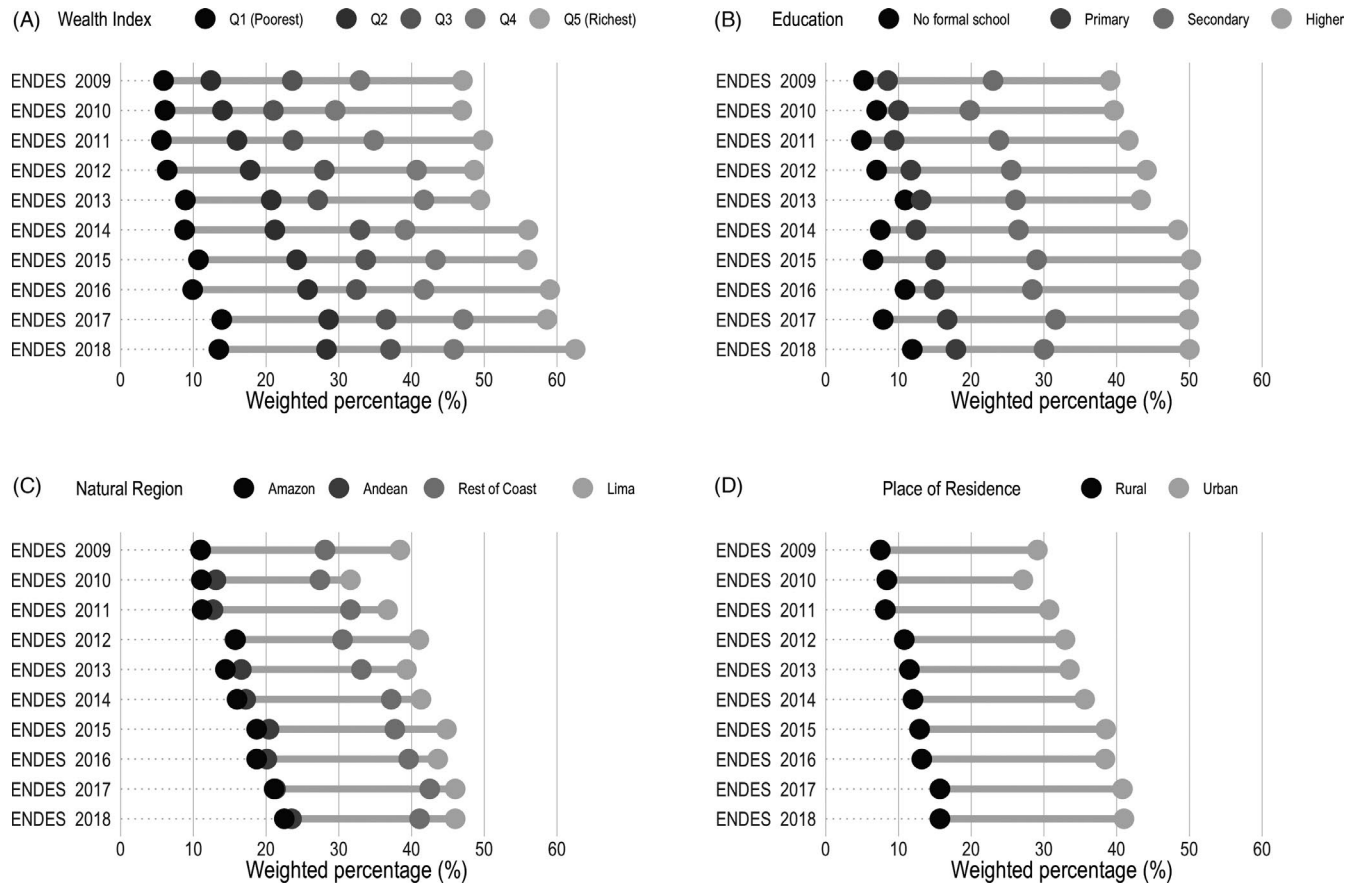 (A) Wealth Index Q1 (Poorest) Q2 Q3 Q4 Q5 (Richest)
ENDES 2009
ENDES 2010
ENDES 2011
ENDES 2012
ENDES 2013
ENDES 2014
ENDES 2015
ENDES 2016
ENDES 2017
ENDES 2018
0 10 20 30 40 50 60
Weighted percentage (%)
(B) Education No formal school Primary Secondary Higher
ENDES 2009
ENDES 2010
ENDES 2011
ENDES 2012
ENDES 2013
ENDES 2014
ENDES 2015
ENDES 2016
ENDES 2017
ENDES 2018
0 10 20 30 40 50 60
Weighted percentage (%)
(C) Natural Region Amazon Andean Rest of Coast Lima
ENDES 2009
ENDES 2010
ENDES 2011
ENDES 2012
ENDES 2013
ENDES 2014
ENDES 2015
ENDES 2016
ENDES 2017
ENDES 2018
0 10 20 30 40 50 60
Weighted percentage (%)
(D) Place of Residence Rural Urban
ENDES 2009
ENDES 2010
ENDES 2011
ENDES 2012
ENDES 2013
ENDES 2014
ENDES 2015
ENDES 2016
ENDES 2017
ENDES 2018
0 10 20 30 40 50 60
Weighted percentage (%)